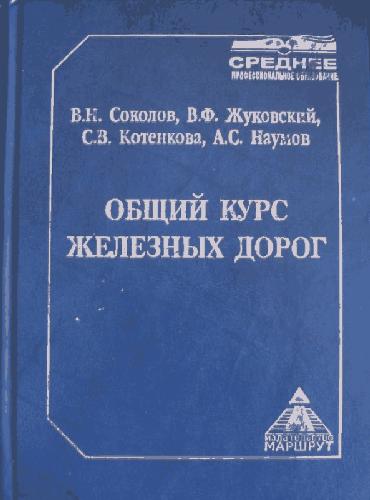 СРЕДНЕЕ
ПРОФЕССИОНАЛЬНОЕ ОБРАЗОВАНИЕ
В.Н. Соколов, В.Ф. Жуковский,
С.В. Котенкова, А.С. Наумов
ОБЩИЙ КУРС
ЖЕЛЕЗНЫХ ДОРОГ
ИЗДАТЕЛЬСТВО
МАРШРУТ